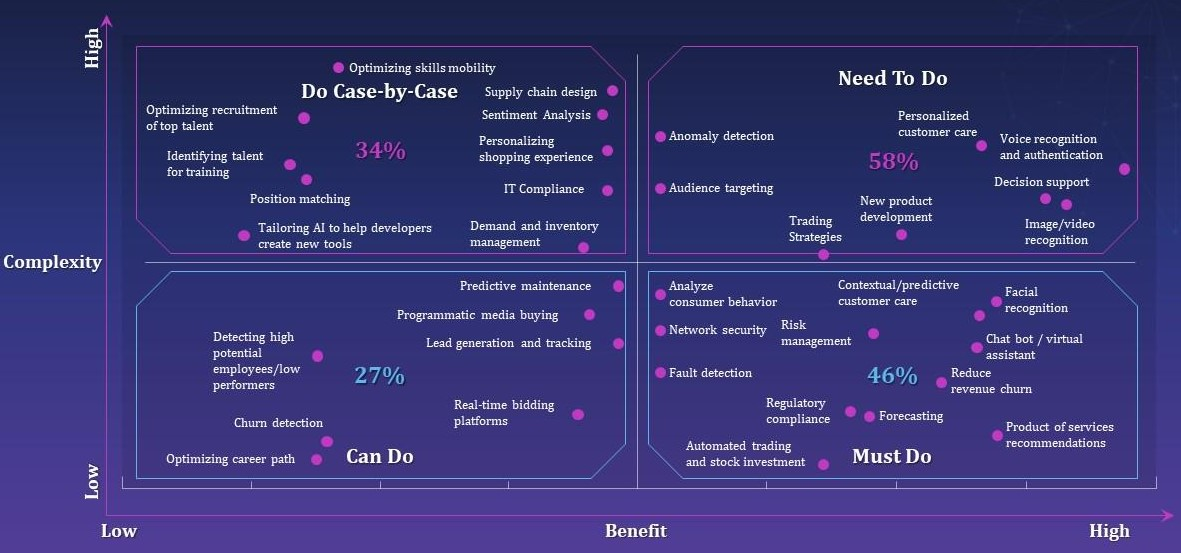 High
Optimizing skills mobility
Do Case-by-Case
Supply chain design
Optimizing recruitment
of top talent
Sentiment Analysis
34%
Personalizing
shopping experience
Identifying talent
for training
IT Compliance
Position matching
Tailoring AI to help developers
create new tools
Demand and inventory
management
Need To Do
Anomaly detection
Personalized
customer care
Voice recognition
and authentication
58%
Audience targeting
Decision support
New product
development
Trading
Strategies
Image/video
recognition
Complexity
Predictive maintenance
Programmatic media buying
Lead generation and tracking
Detecting high
potential
employees/low
performers
27%
Real-time bidding
platforms
Churn detection
Optimizing career path
Can Do
Analyze
consumer behavior
Contextual/predictive
customer care
Facial
recognition
Network security
Risk
management
Chat bot / virtual
assistant
Fault detection
46%
Reduce
revenue churn
Regulatory
compliance
Forecasting
Product of services
recommendations
Automated trading
and stock investment
Must Do
Low
Low
Benefit
High